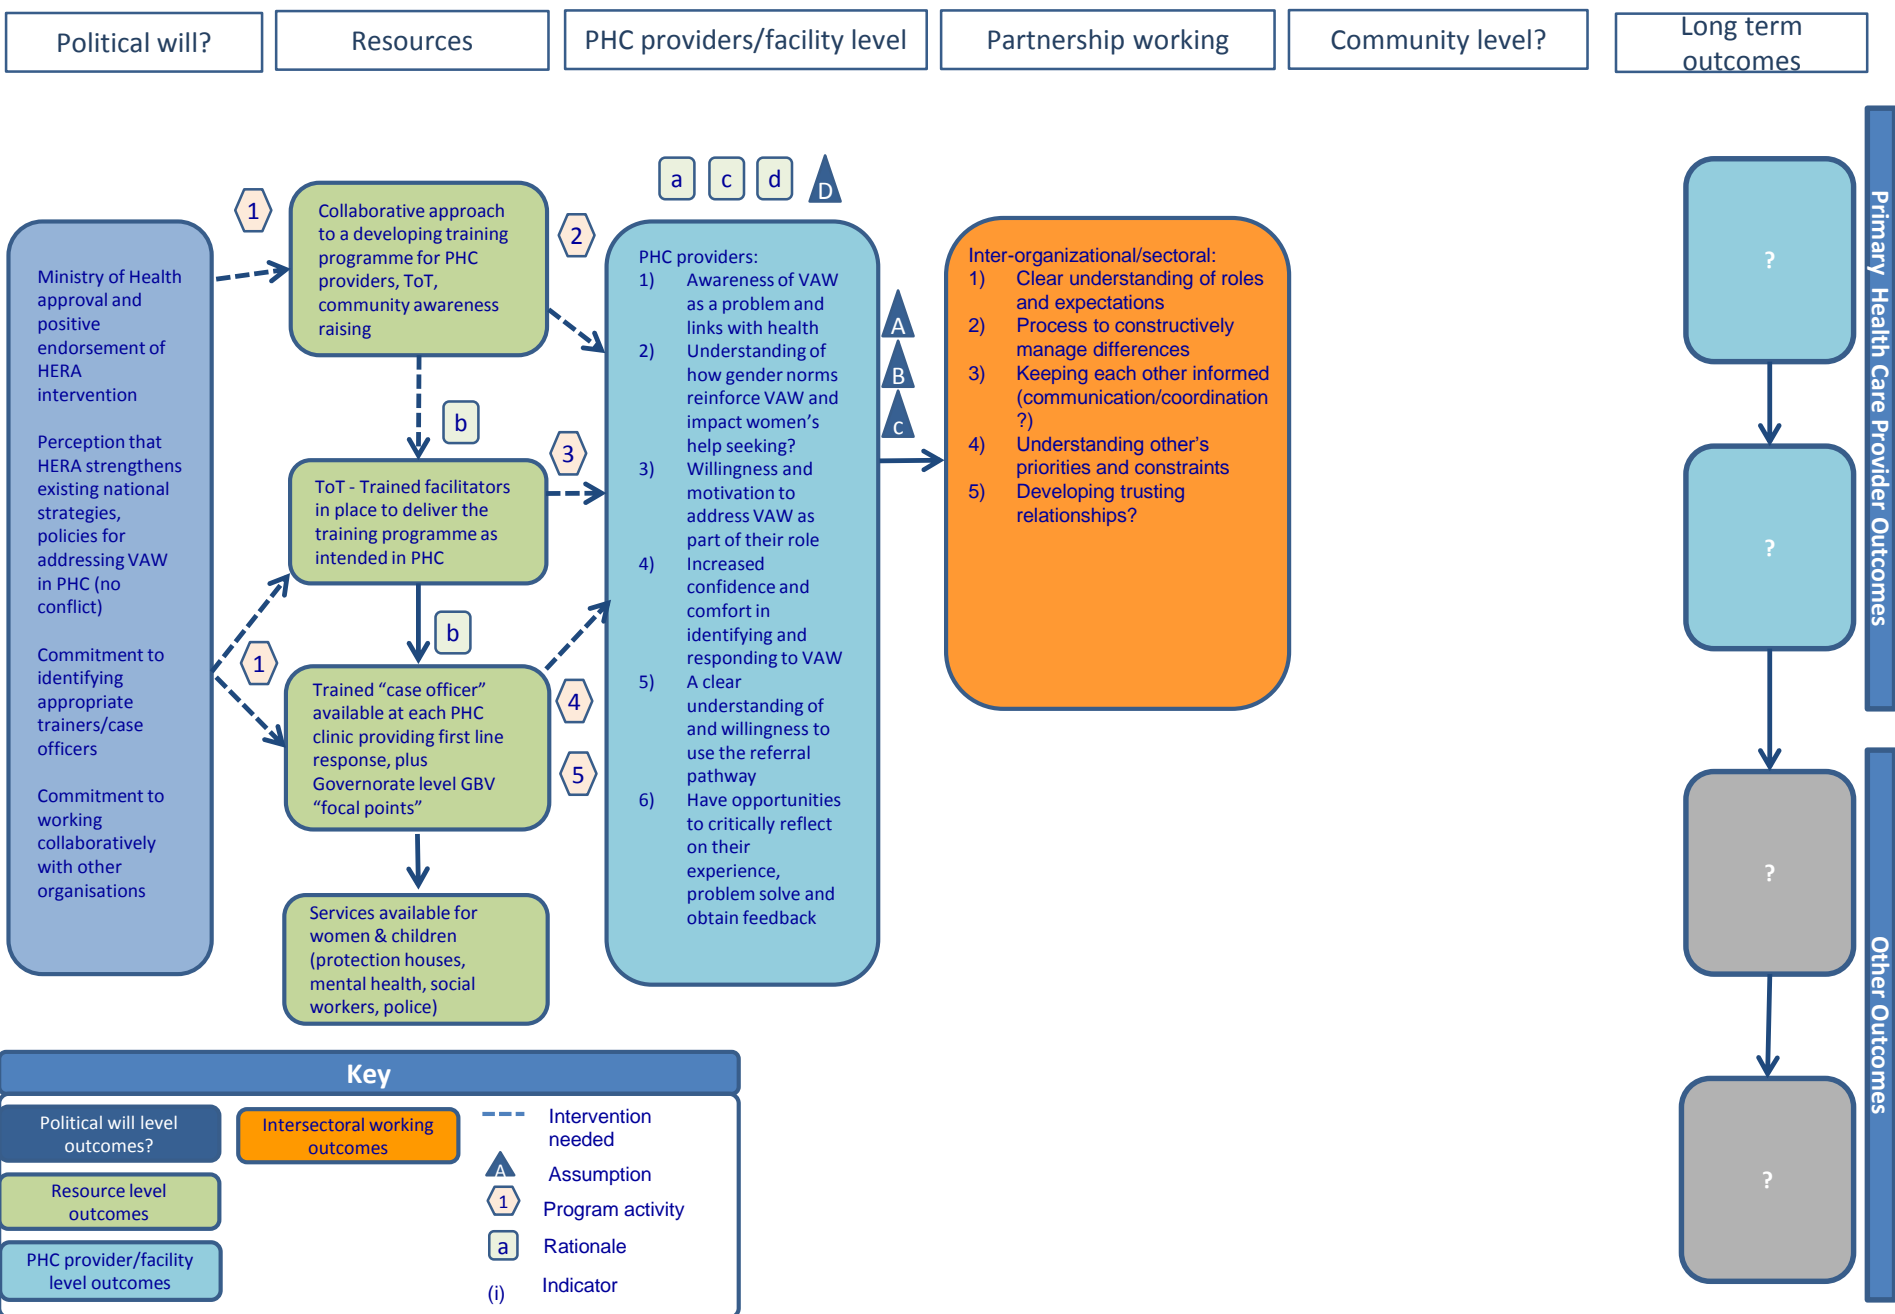 Political will?
Resources
PHC providers/facility level
Partnership working
Community level?
Long term
outcomes
Ministry of Health
approval and
positive
endorsement of
HERA
intervention
Perception that
HERA strengthens
existing national
strategies,
policies for
addressing VAW
in PHC (no
conflict)
Commitment to
identifying
appropriate
trainers/case
officers
Commitment to
working
collaboratively
with other
organisations
1
1
Collaborative approach
to a developing training
programme for PHC
providers, ToT,
community awareness
raising
b
ToT - Trained facilitators
in place to deliver the
training programme as
intended in PHC
b
Trained “case officer”
available at each PHC
clinic providing first line
response, plus
Governorate level GBV
“focal points”
Services available for
women & children
(protection houses,
mental health, social
workers, police)
2
3
4
5
a
c
d
D
PHC providers:
1) Awareness of VAW
as a problem and
links with health
2) Understanding of
how gender norms
reinforce VAW and
impact women’s
help seeking?
3) Willingness and
motivation to
address VAW as
part of their role
4) Increased
confidence and
comfort in
identifying and
responding to VAW
5) A clear
understanding of
and willingness to
use the referral
pathway
6) Have opportunities
to critically reflect
on their
experience,
problem solve and
obtain feedback
A
B
c
Inter-organizational/sectoral:
1) Clear understanding of roles
and expectations
2) Process to constructively
manage differences
3) Keeping each other informed
(communication/coordination
?)
4) Understanding other’s
priorities and constraints
5) Developing trusting
relationships?
?
?
?
?
Primary Health Care Provider Outcomes
Other Outcomes
Key
Political will level
outcomes?
Resource level
outcomes
PHC provider/facility
level outcomes
Intersectoral working
outcomes
Intervention
needed
A
Assumption
1
Program activity
a
Rationale
(i)
Indicator